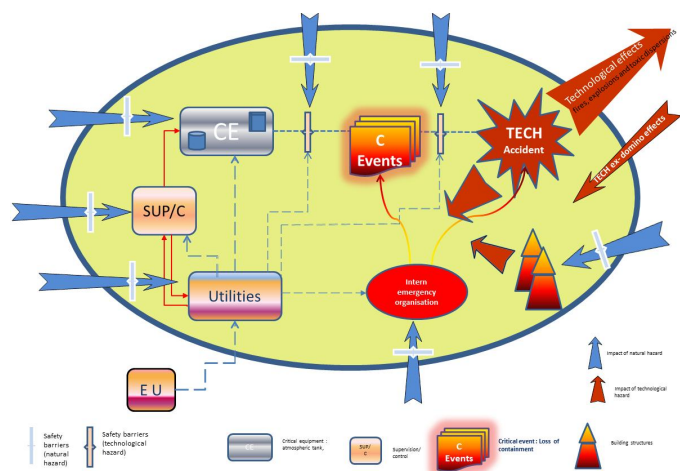 Technological effects
fires, explosions and toxic dispersions
CE
C
Events
TECH
Accident
TECH ex- domino effects
SUP/C
Utilities
Intern
emergency
organisation
E U
Impact of natural
hazard
Impact of technological
hazard
Safety
barriers
(natural
hazard)
Safety barriers
(technological
hazard)
CE
Critical equipment :
atmospheric tank,
SUP/
C
Supervision/
control
C
Events
Critical event : Loss of
containment
Building structures